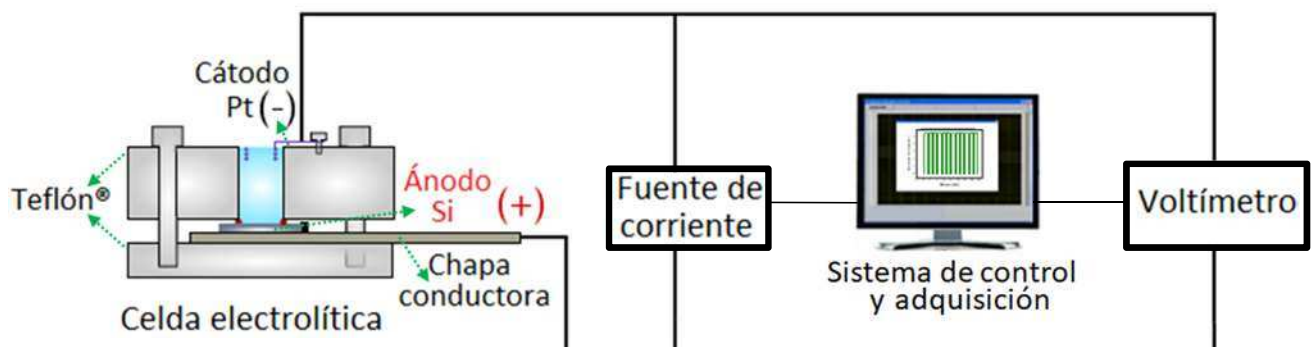 Cátodo
Pt (-)
Teflón®
Ánodo
Si (+)
Chapa
conductora
Celda electrolítica
Fuente de
corriente
Sistema de control
y adquisición
Voltímetro